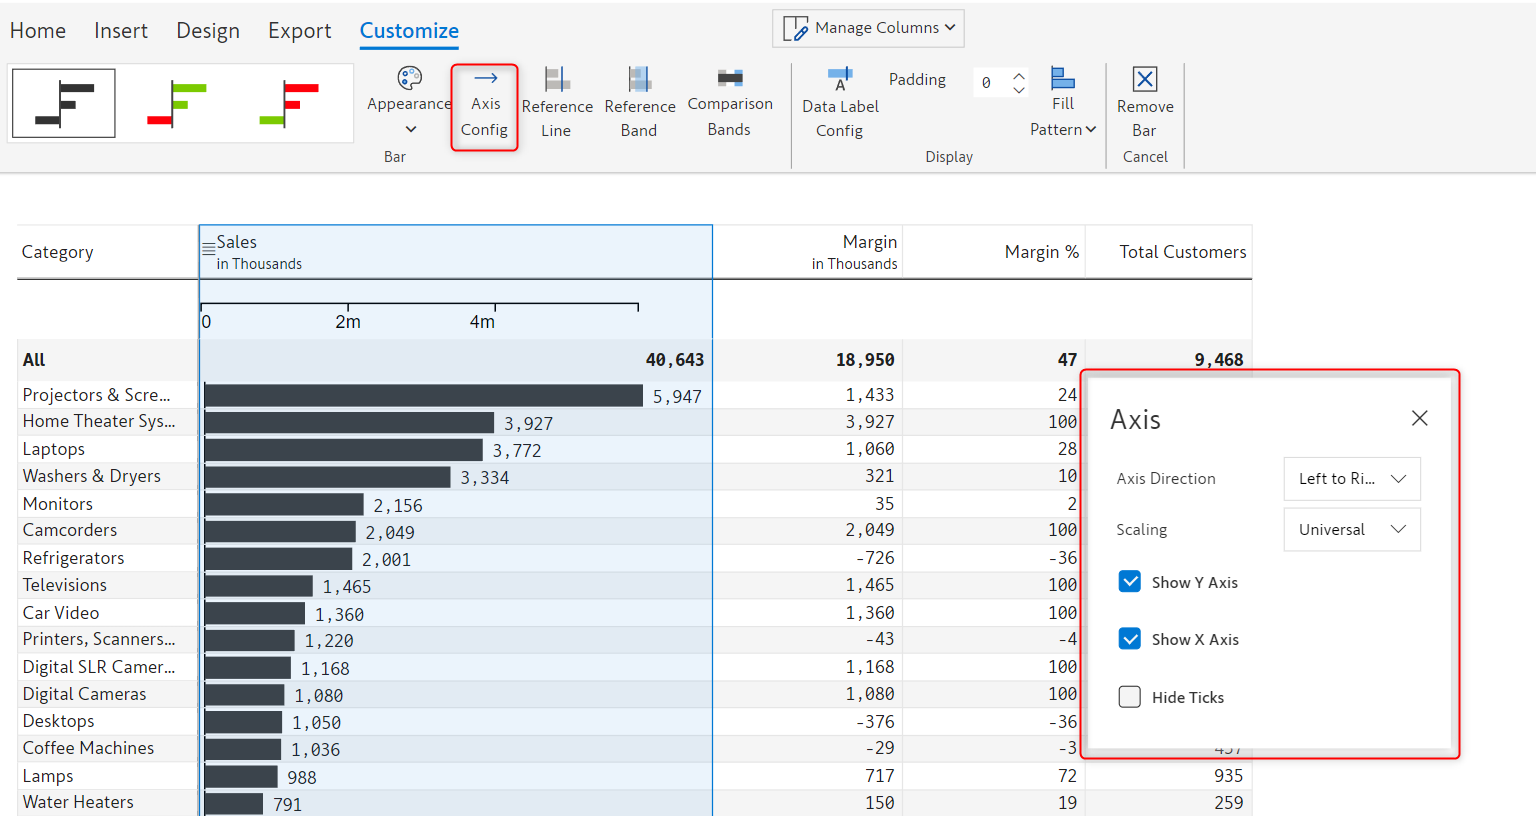 Home Insert Design Export Customize
Manage Columns
Appearance
Bar
Axis
Config
Reference
Line
Reference
Band
Comparison
Bands
Data Label
Config
Padding 0
Fill
Pattern
Display
Remove
Bar
Cancel
Category Sales Margin Margin % Total Customers
in Thousands in Thousands
0 2m 4m
All 40,643 18,950 47 9,468
Projectors & Scre... 5,947 1,433 24
Home Theater Sys... 3,927 3,927 100
Laptops 3,772 1,060 28
Washers & Dryers 3,334 321 10
Monitors 2,156 35 2
Camcorders 2,049 2,049 100
Refrigerators 2,001 -726 -36
Televisions 1,465 1,465 100
Car Video 1,360 1,360 100
Printers, Scanners... 1,220 -43 -4
Digital SLR Camer... 1,168 1,168 100
Digital Cameras 1,080 1,080 100
Desktops 1,050 -376 -36
Coffee Machines 1,036 -29 -3
Lamps 988 717 72 935
Water Heaters 791 150 19 259
Axis
Axis Direction Left to Ri...
Scaling Universal
Show Y Axis
Show X Axis
Hide Ticks